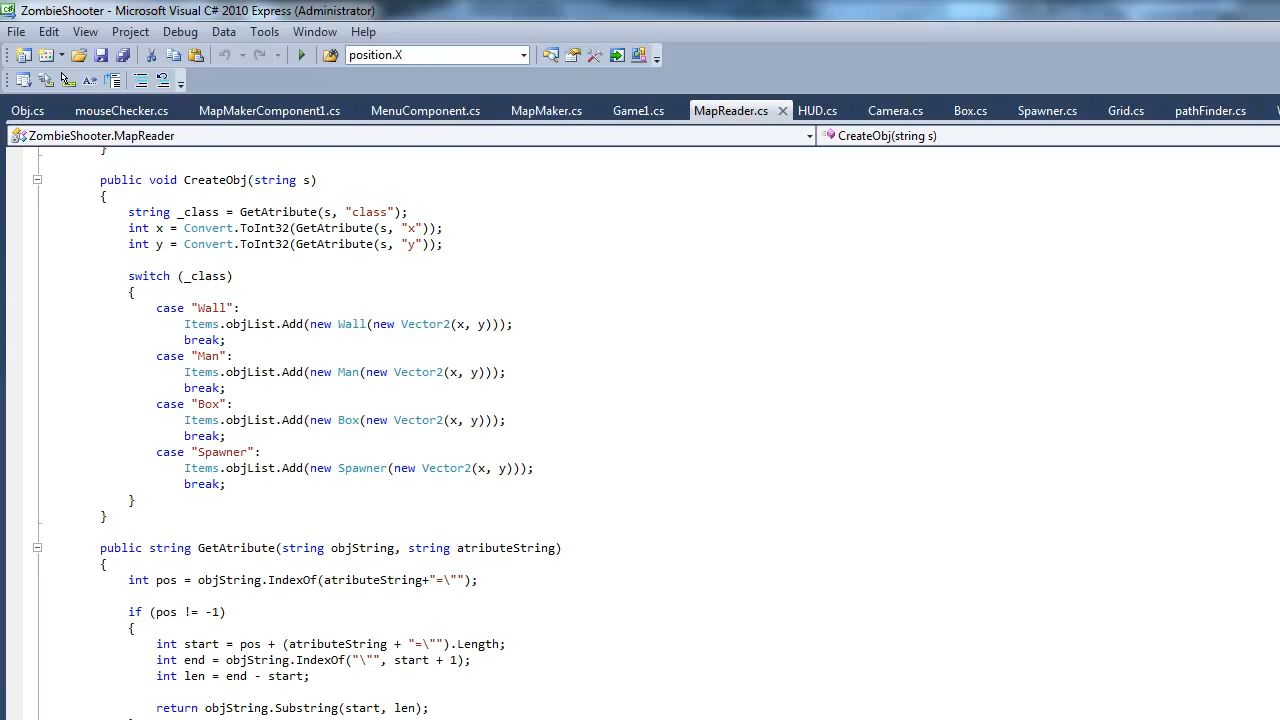 ZombieShooter - Microsoft Visual C# 2010 Express (Administrator)
File Edit View Project Debug Data Tools Window Help
position.X
Obj.cs mouseChecker.cs MapMakerComponent1.cs MenuComponent.cs MapMaker.cs Game1.cs MapReader.cs HUD.cs Camera.cs Box.cs Spawner.cs Grid.cs pathFinder.cs
ZombieShooter.MapReader CreateObj(string s)
}
public void CreateObj(string s)
{
string _class = GetAtribute(s, "class");
int x = Convert.ToInt32(GetAtribute(s, "x"));
int y = Convert.ToInt32(GetAtribute(s, "y"));
switch (_class)
{
case "Wall":
Items.objList.Add(new Wall(new Vector2(x, y)));
break;
case "Man":
Items.objList.Add(new Man(new Vector2(x, y)));
break;
case "Box":
Items.objList.Add(new Box(new Vector2(x, y)));
break;
case "Spawner":
Items.objList.Add(new Spawner(new Vector2(x, y)));
break;
}
}
public string GetAtribute(string objString, string atributeString)
{
int pos = objString.IndexOf(atributeString+"=\"");
if (pos != -1)
{
int start = pos + (atributeString + "=\"").Length;
int end = objString.IndexOf("\"", start + 1);
int len = end - start;
return objString.Substring(start, len);